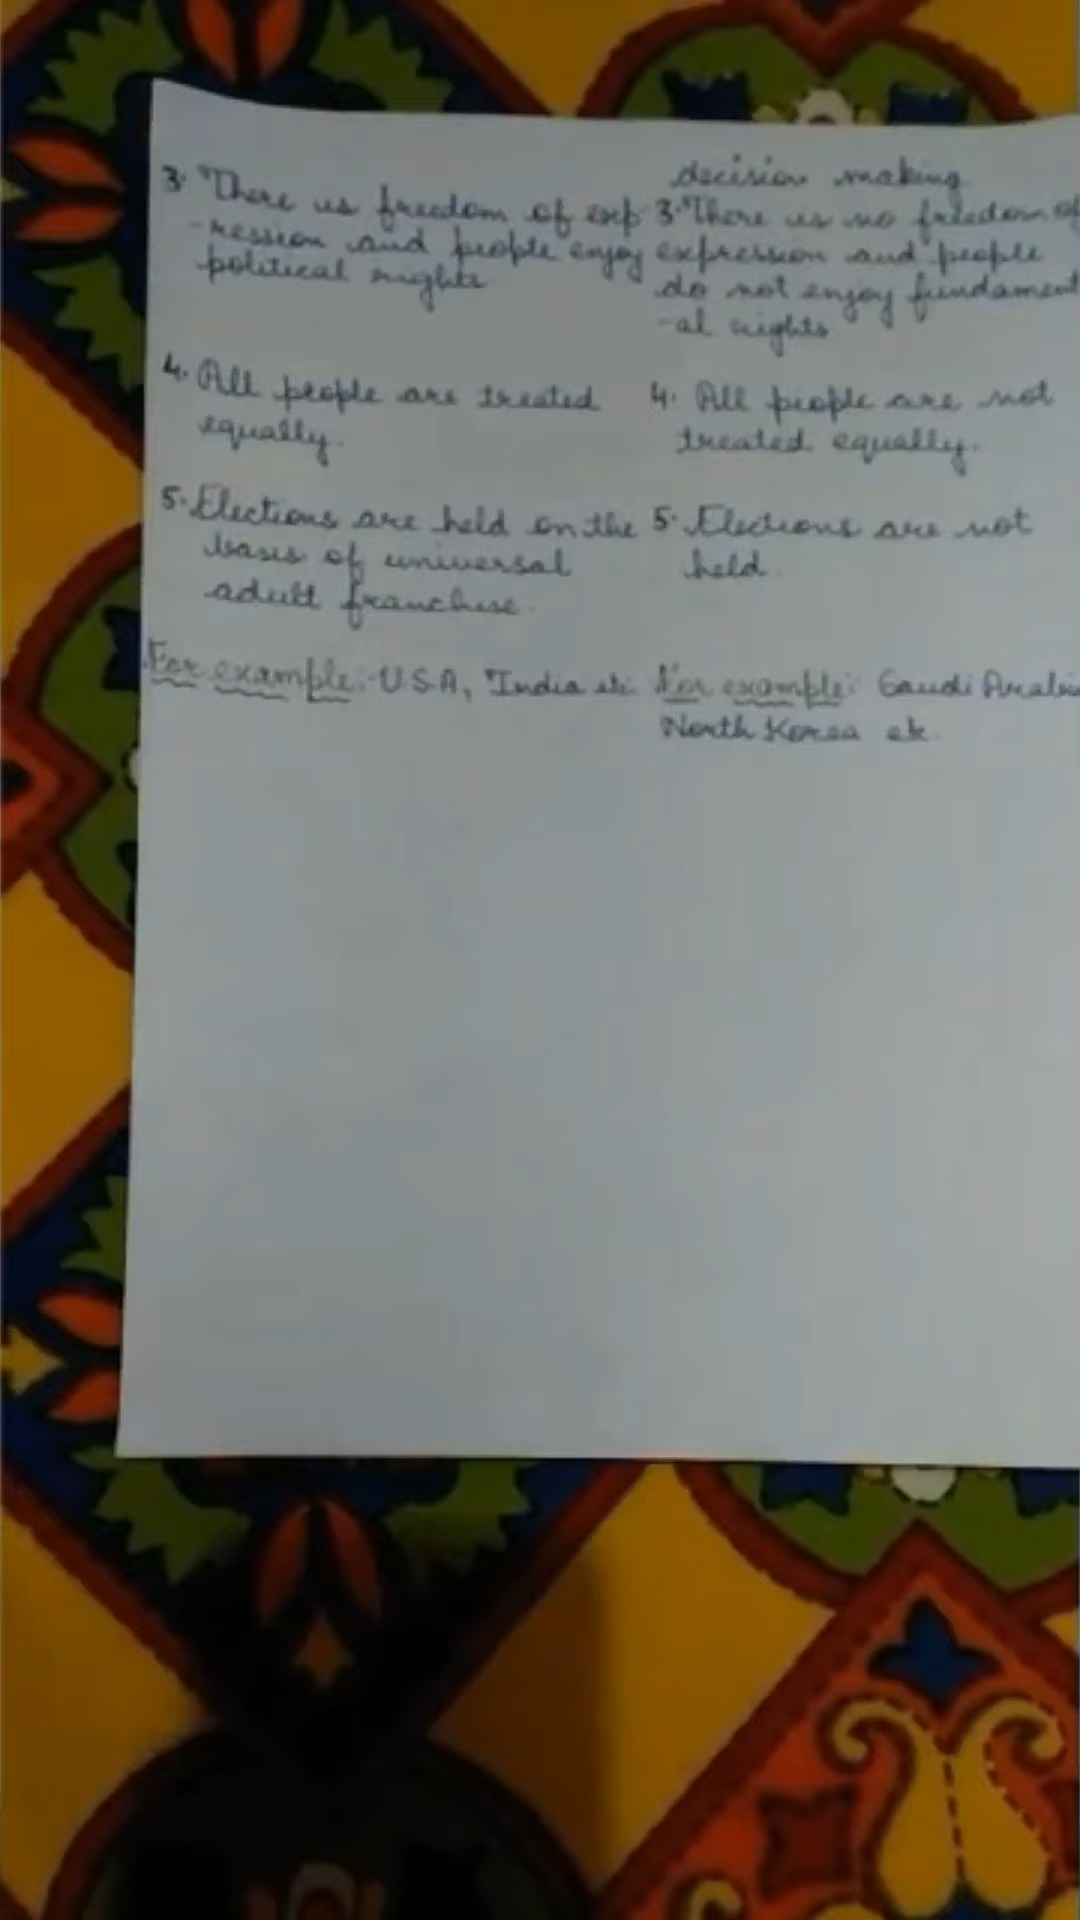 decision making
3. There is freedom of exp
-ression and people enjoy
political rights
3. There is no freedom of
expression and people
do not enjoy fundament
-al rights
4. All people are treated
equally.
4. All people are not
treated equally.
5. Elections are held on the
basis of universal
adult franchise.
5. Elections are not
held.
For example:- U.S.A, India etc
For example: Saudi Arabia
North Korea etc.